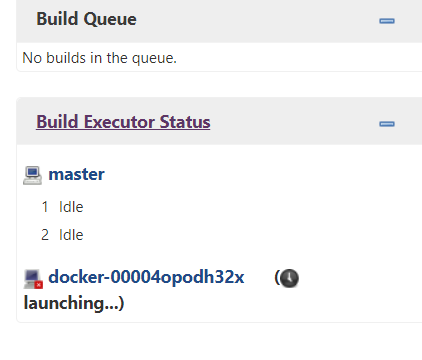 Build Queue
No builds in the queue.
Build Executor Status
master
1 Idle
2 Idle
docker-00004opodh32x (
launching...)